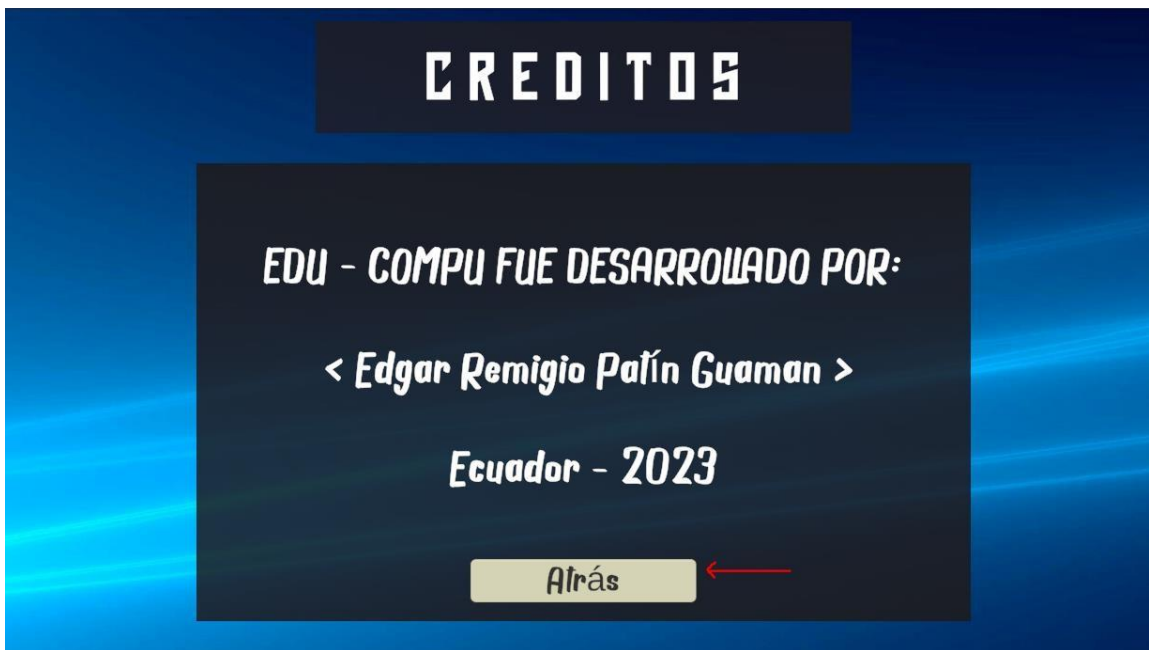 CREDITOS
EDU - COMPU FUE DESARROLLADO POR:
< Edgar Remigio Patín Guaman >
Ecuador - 2023
Atrás